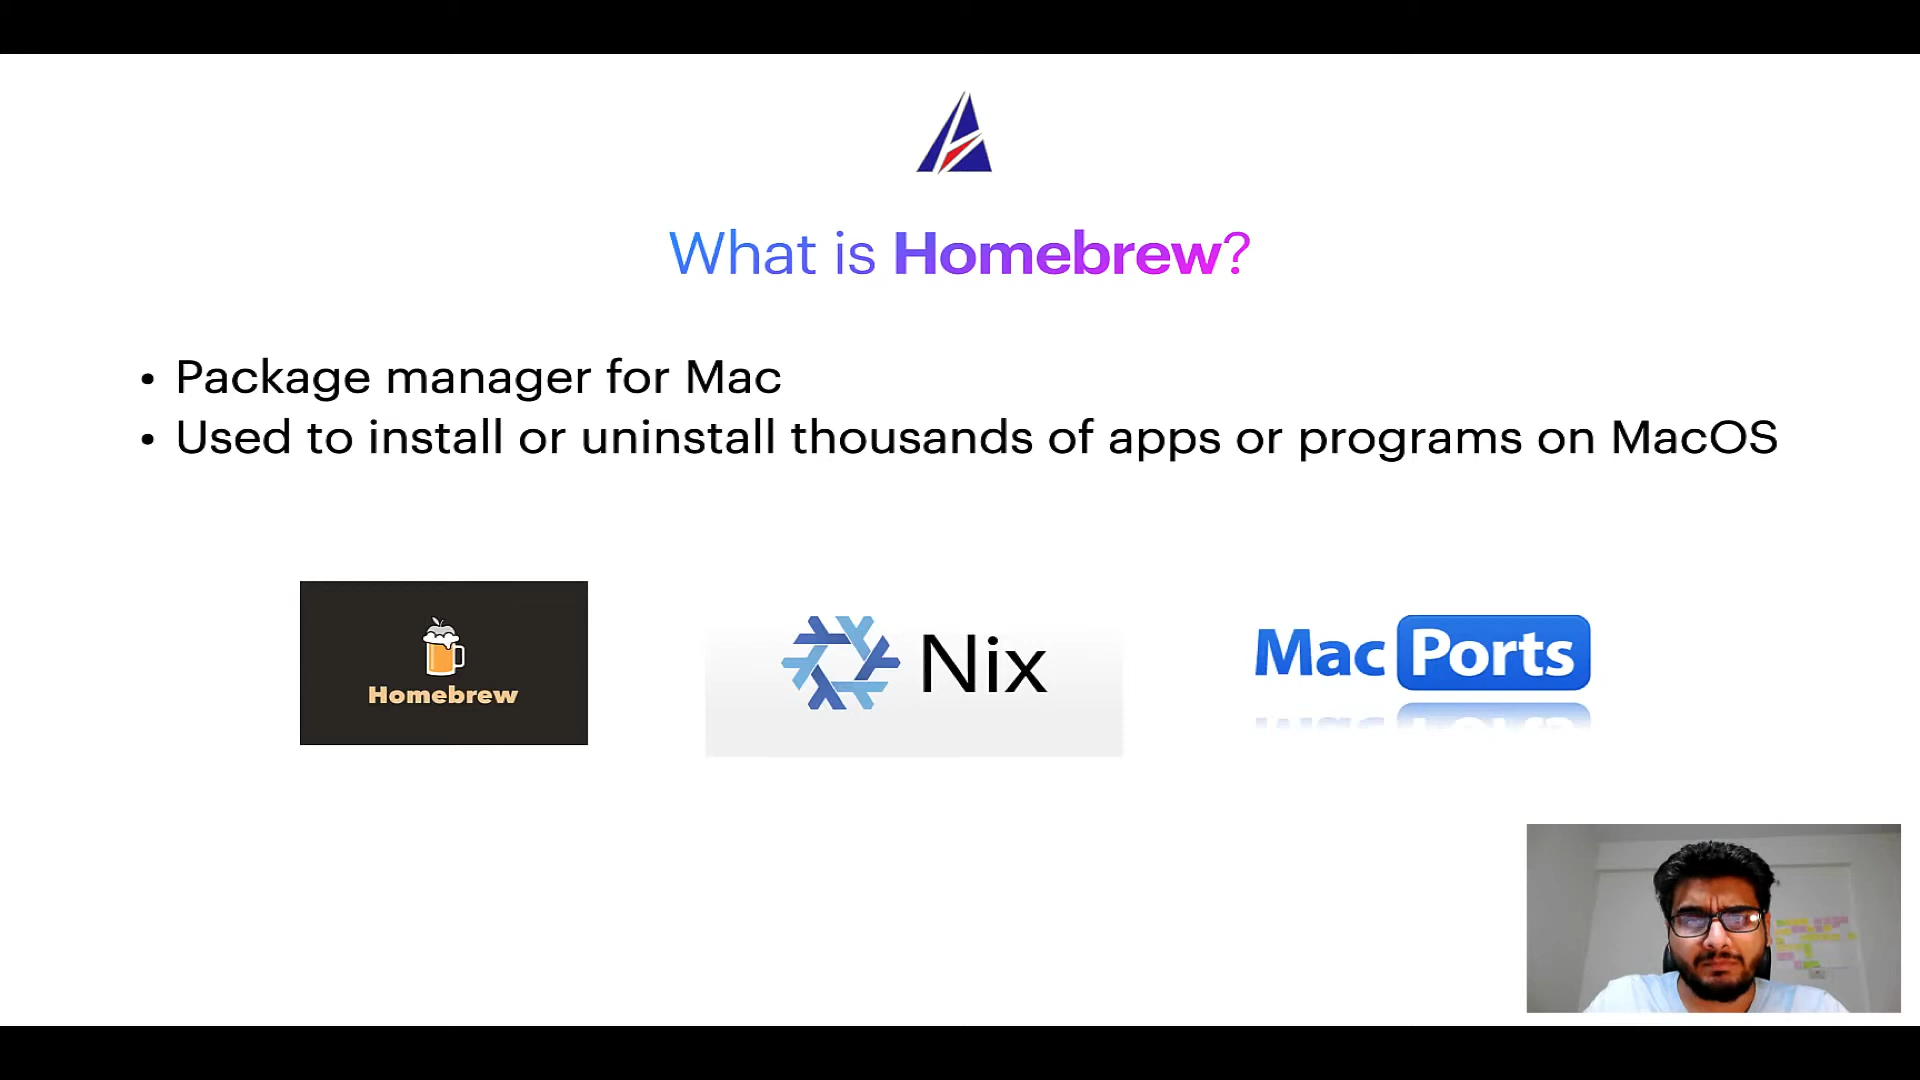 What is Homebrew?
• Package manager for Mac
• Used to install or uninstall thousands of apps or programs on MacOS
Homebrew
Nix
Mac Ports